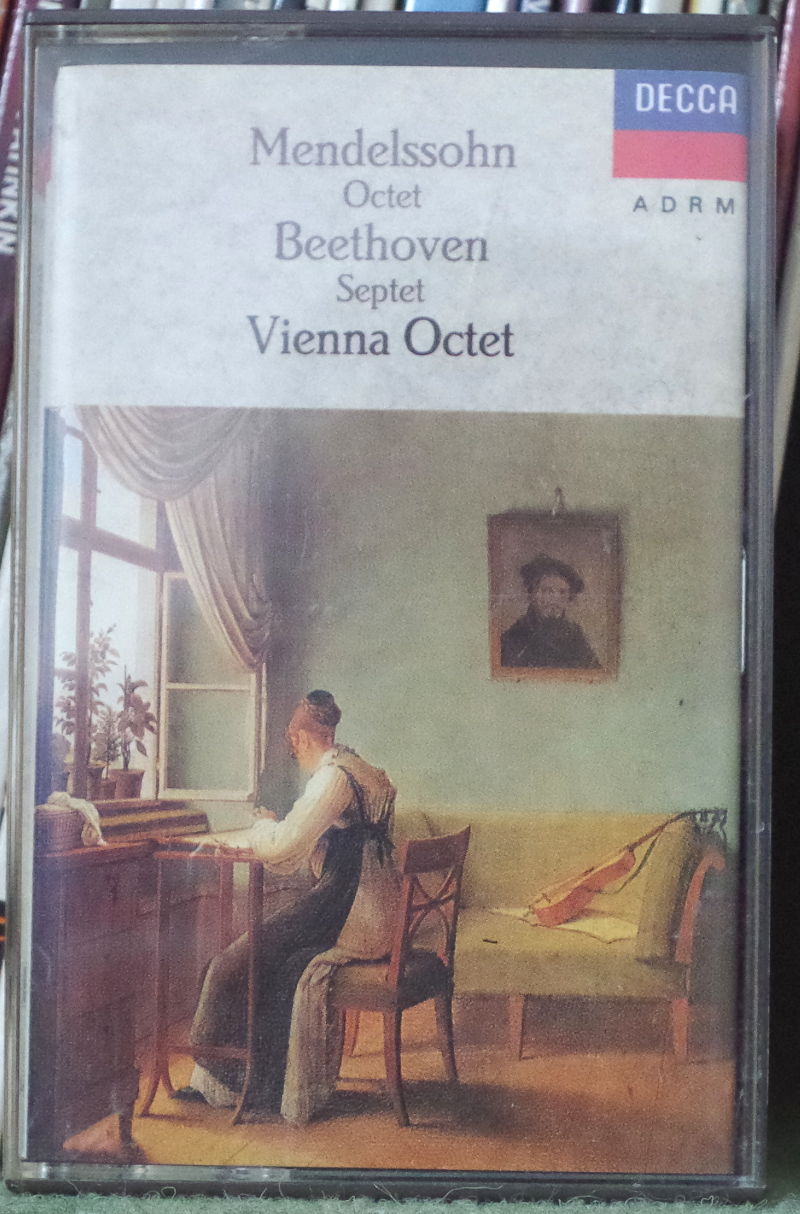 Mendelssohn
Octet
Beethoven
Septet
Vienna Octet
DECCA
ADRM